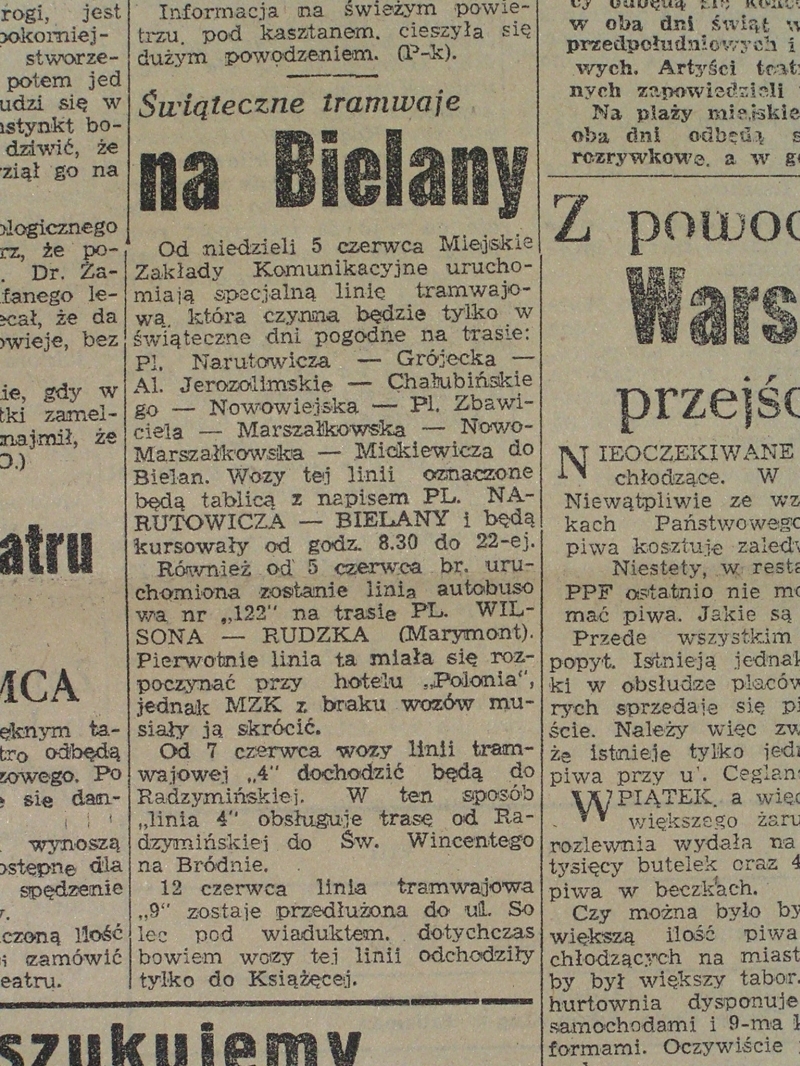 rogi, jest
pokorniej-
stworze-
potem jed
udzi się w
nstynkt bo-
dziwić, że
ziął go na
ologicznego
rz, że po-
Dr. Ża-
fanego le-
ecał, że da
owieje, bez
ie, gdy w
tki zamel-
najmił, że
O.)
atru
MCA
ęknym ta-
tro odbędą
zowego. Po
się dan-
wynoszą
ostępne dla
spędzenie
czoną ilość
zamówić
eatru.
Informacja na świeżym powie-
trzu, pod kasztanem, cieszyła się
dużym powodzeniem. (P-k).
Świąteczne tramwaje
na Bielany
Od niedzieli 5 czerwca Miejskie
Zakłady Komunikacyjne urucho-
miają specjalną linię tramwajo-
wą, która czynna będzie tylko w
świąteczne dni pogodne na trasie:
Pl. Narutowicza — Grójecka —
Al. Jerozolimskie — Chałubińskie
go — Nowowiejska — Pl. Zbawi-
ciela — Marszałkowska — Nowo-
Marszałkowska — Mickiewicza do
Bielan. Wozy tej linii oznaczone
będą tablicą z napisem PL. NA-
RUTOWICZA — BIELANY i będą
kursowały od godz. 8.30 do 22-ej.
Również od 5 czerwca br. uru-
chomiona zostanie linia autobuso
wa nr „122" na trasie PL. WIL-
SONA — RUDZKA (Marymont).
Pierwotnie linia ta miała się roz-
poczynać przy hotelu „Polonia",
jednak MZK z braku wozów mu-
siały ją skrócić.
Od 7 czerwca wozy linii tram-
wajowej „4" dochodzić będą do
Radzymińskiej. W ten sposób
„linia 4" obsługuje trasę od Ra-
dzymińskiej do Św. Wincentego
na Bródnie.
12 czerwca linia tramwajowa
„9" zostaje przedłużona do ul. So
lec pod wiaduktem, dotychczas
bowiem wozy tej linii odchodziły
tylko do Książęcej.
szukujemy
w oba dni świąt w
przedpołudniowych i
wych. Artyści teat
nych zapowiedzieli
Na plaży miejskie
oba dni odbędą s
rozrywkowe, a w g
Z powod
Wars
przejśc
NIEOCZEKIWANE
chłodzące. W
Niewątpliwie ze wz
kach Państwowego
piwa kosztuje zaledw
Niestety, w resta
PPF ostatnio nie mo
mać piwa. Jakie są
Przede wszystkim
popyt. Istnieją jednak
ki w obsłudze placów
rych sprzedaje się pi
ście. Należy więc zw
że istnieje tylko jed
piwa przy ul. Ceglan
W PIĄTEK, a więc
większego żaru
rozlewnia wydała na
tysięcy butelek oraz 4
piwa w beczkach.
Czy można było by
większą ilość piwa
chłodzących na miast
by był większy tabor.
hurtownia dysponuje
samochodami i 9-ma
formami. Oczywiście